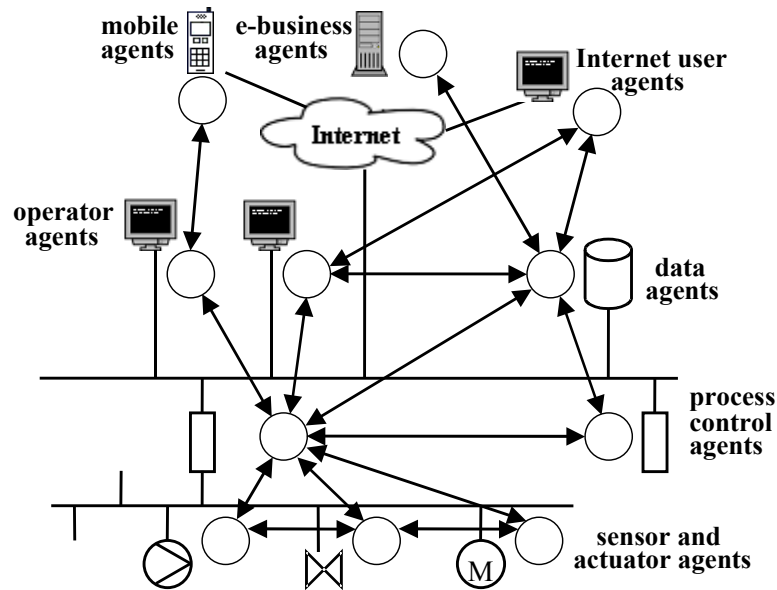 mobile
agents
e-business
agents
Internet user
agents
Internet
operator
agents
data
agents
process
control
agents
sensor and
actuator agents
M